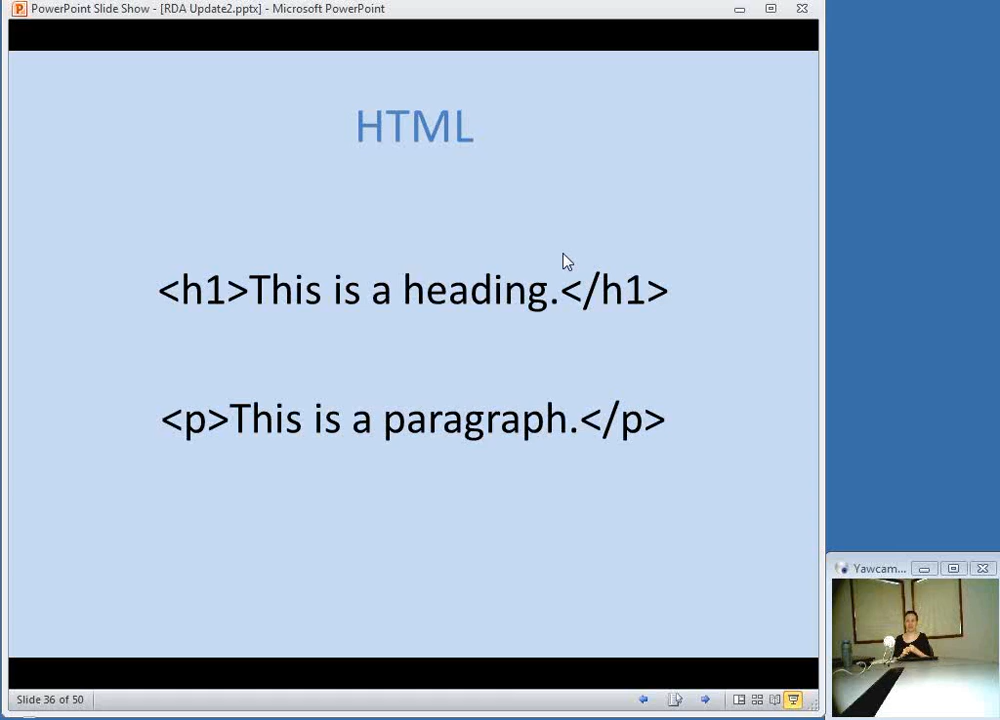 PowerPoint Slide Show - [RDA Update2.pptx] - Microsoft PowerPoint
HTML
<h1>This is a heading.</h1>
<p>This is a paragraph.</p>
Yawcam...
Slide 36 of 50